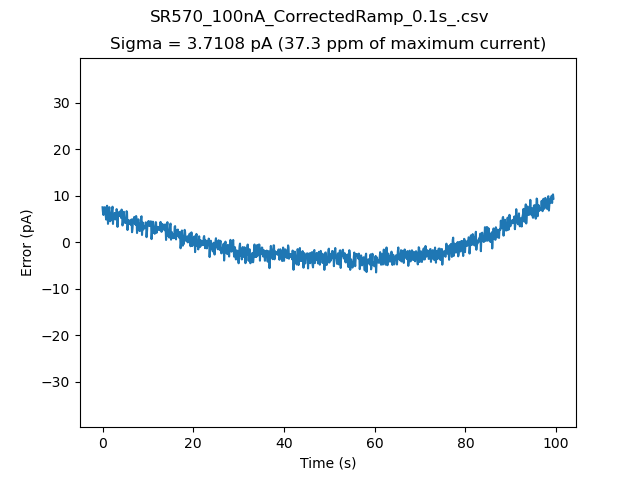 SR570_100nA_CorrectedRamp_0.1s_.csv
Sigma = 3.7108 pA (37.3 ppm of maximum current)
30
20
10
0
−10
−20
−30
Error (pA)
0 20 40 60 80 100
Time (s)